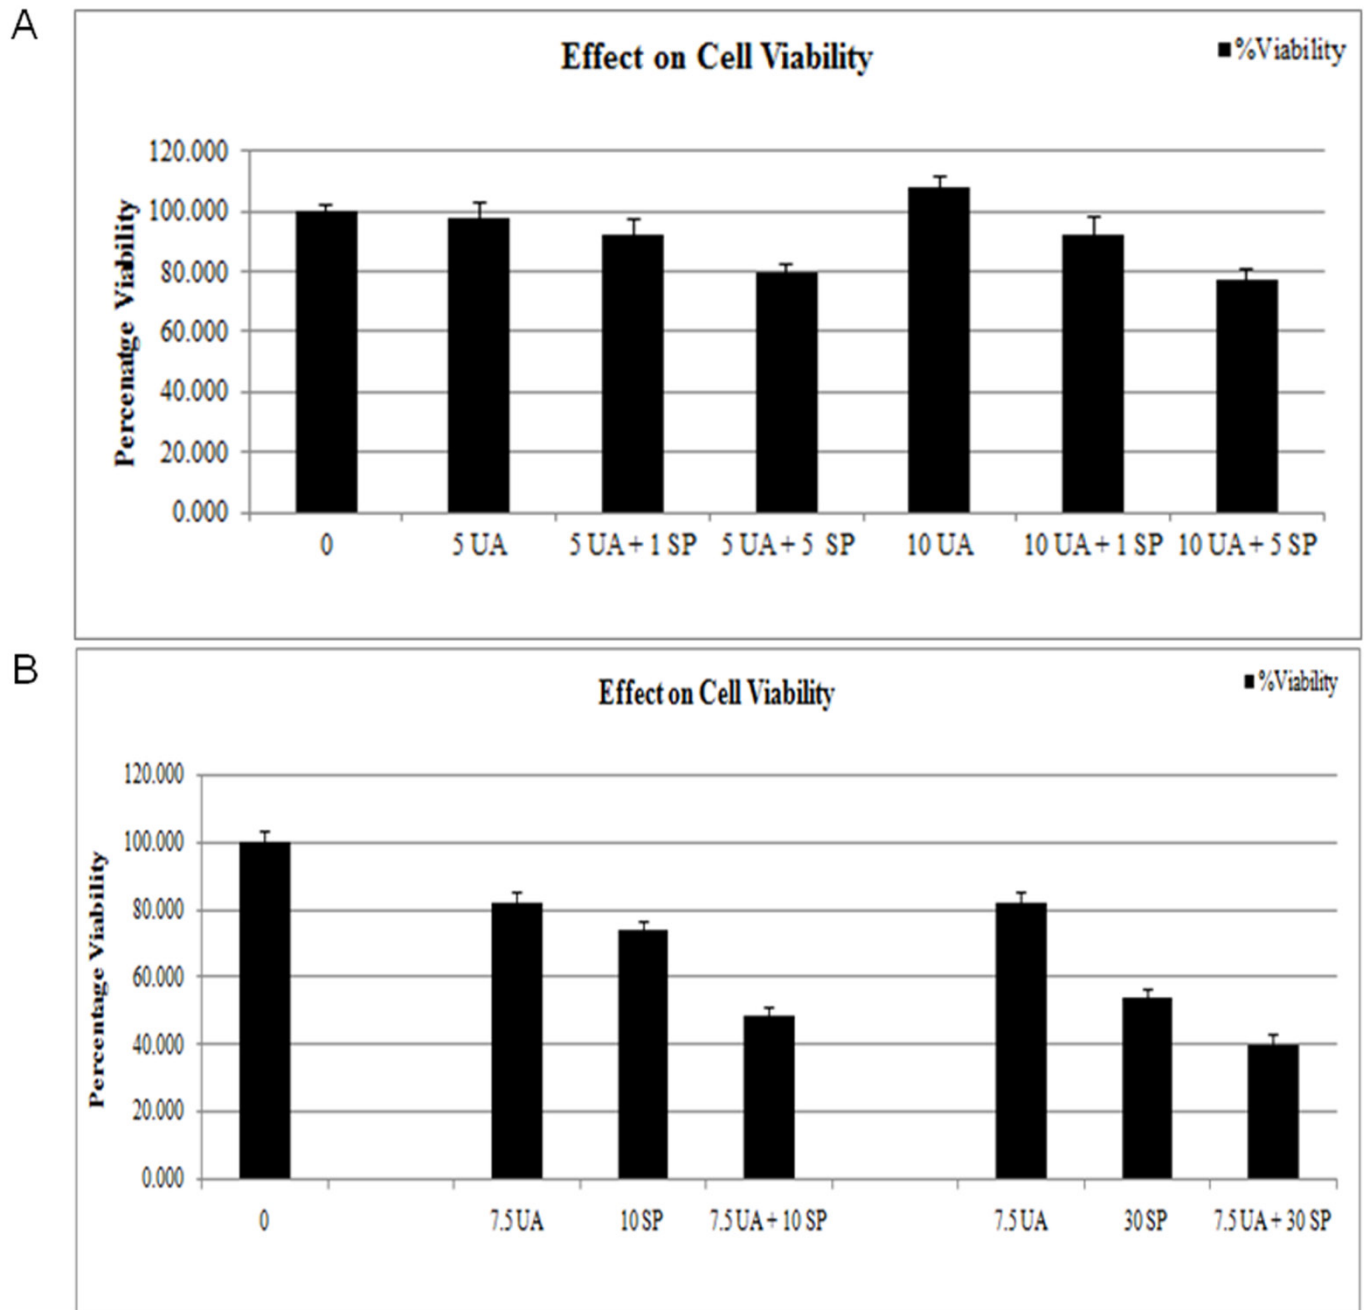 A
Effect on Cell Viability
■%Viability
Percenatge Viability
120.000
100.000
80.000
60.000
40.000
20.000
0.000
0 5 UA 5 UA + 1 SP 5 UA + 5 SP 10 UA 10 UA + 1 SP 10 UA + 5 SP
B
Effect on Cell Viability
■%Viability
Percentage Viability
120.000
100.000
80.000
60.000
40.000
20.000
0.000
0 7.5 UA 10 SP 7.5 UA + 10 SP 7.5 UA 30 SP 7.5 UA + 30 SP